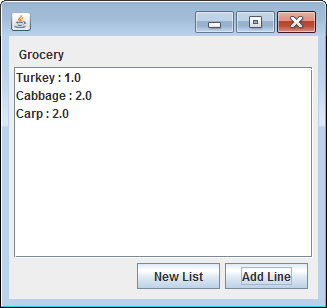 Grocery
Turkey : 1.0
Cabbage : 2.0
Carp : 2.0
New List
Add Line